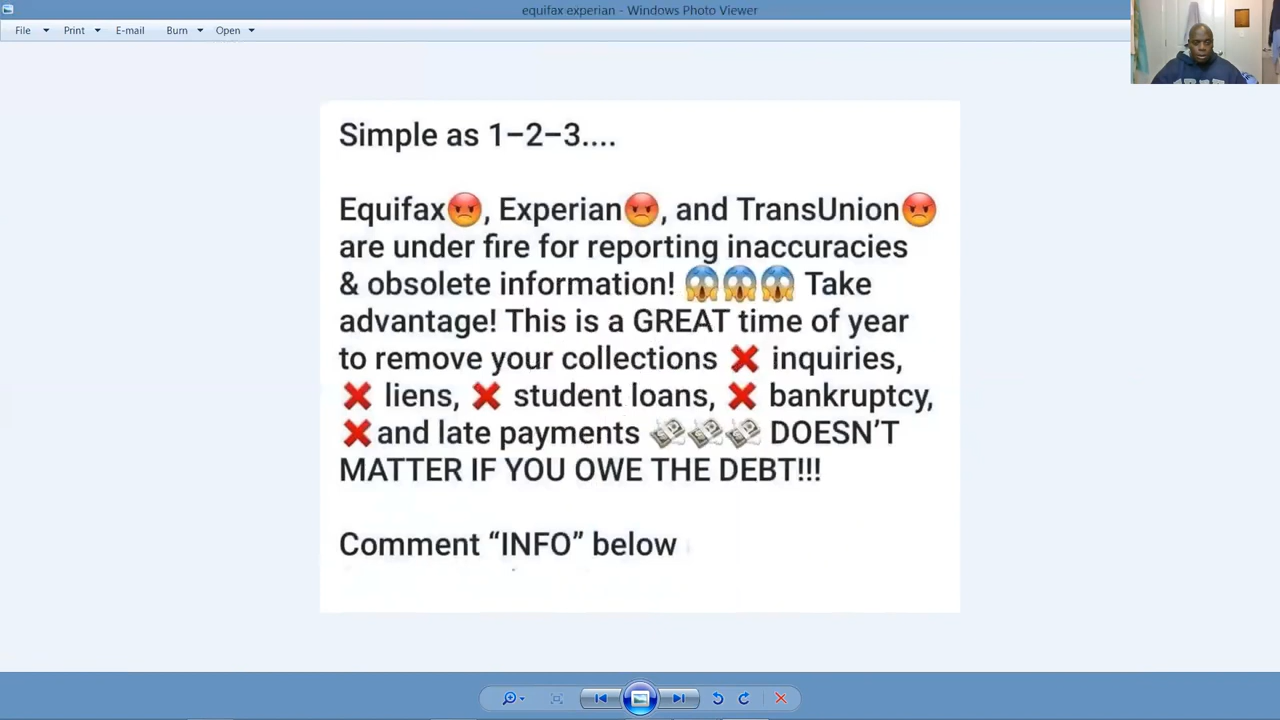 equifax experian - Windows Photo Viewer
File Print E-mail Burn Open
Simple as 1–2–3....
Equifax😡, Experian😡, and TransUnion😡
are under fire for reporting inaccuracies
& obsolete information! 😱😱😱 Take
advantage! This is a GREAT time of year
to remove your collections ❌ inquiries,
❌ liens, ❌ student loans, ❌ bankruptcy,
❌and late payments 💸💸💸 DOESN’T
MATTER IF YOU OWE THE DEBT!!!
Comment “INFO” below